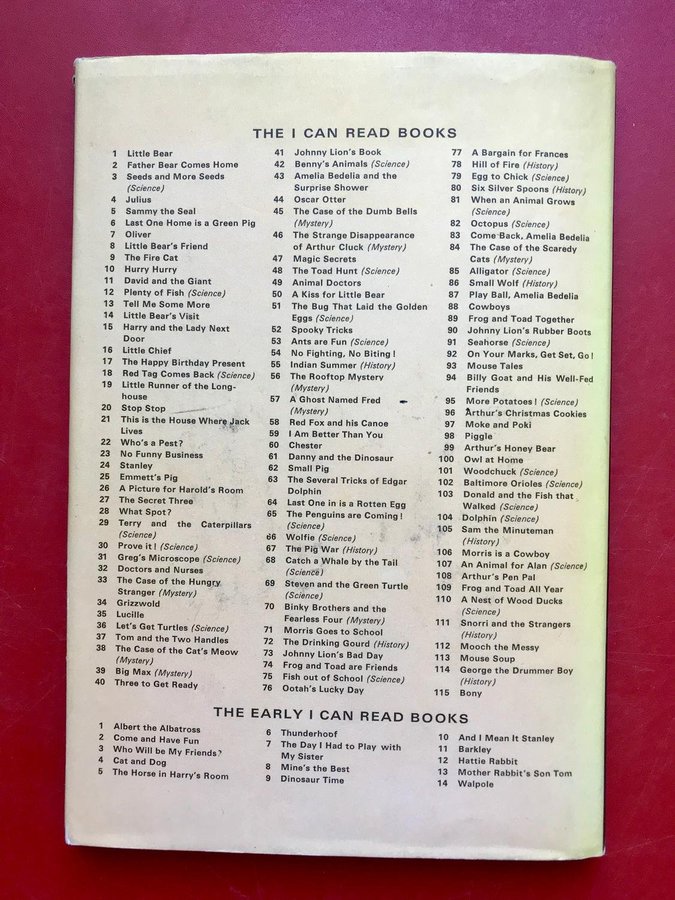 THE I CAN READ BOOKS
1 Little Bear
2 Father Bear Comes Home
3 Seeds and More Seeds
(Science)
4 Julius
5 Sammy the Seal
6 Last One Home is a Green Pig
7 Oliver
8 Little Bear's Friend
9 The Fire Cat
10 Hurry Hurry
11 David and the Giant
12 Plenty of Fish (Science)
13 Tell Me Some More
14 Little Bear's Visit
15 Harry and the Lady Next
Door
16 Little Chief
17 The Happy Birthday Present
18 Red Tag Comes Back (Science)
19 Little Runner of the Long-
house
20 Stop Stop
21 This is the House Where Jack
Lives
22 Who's a Pest?
23 No Funny Business
24 Stanley
25 Emmett's Pig
26 A Picture for Harold's Room
27 The Secret Three
28 What Spot?
29 Terry and the Caterpillars
(Science)
30 Prove it! (Science)
31 Greg's Microscope (Science)
32 Doctors and Nurses
33 The Case of the Hungry
Stranger (Mystery)
34 Grizzwold
35 Lucille
36 Let's Get Turtles (Science)
37 Tom and the Two Handles
38 The Case of the Cat's Meow
(Mystery)
39 Big Max (Mystery)
40 Three to Get Ready
41 Johnny Lion's Book
42 Benny's Animals (Science)
43 Amelia Bedelia and the
Surprise Shower
44 Oscar Otter
45 The Case of the Dumb Bells
(Mystery)
46 The Strange Disappearance
of Arthur Cluck (Mystery)
47 Magic Secrets
48 The Toad Hunt (Science)
49 Animal Doctors
50 A Kiss for Little Bear
51 The Bug That Laid the Golden
Eggs (Science)
52 Spooky Tricks
53 Ants are Fun (Science)
54 No Fighting, No Biting!
55 Indian Summer (History)
56 The Rooftop Mystery
(Mystery)
57 A Ghost Named Fred
(Mystery)
58 Red Fox and his Canoe
59 I Am Better Than You
60 Chester
61 Danny and the Dinosaur
62 Small Pig
63 The Several Tricks of Edgar
Dolphin
64 Last One in is a Rotten Egg
65 The Penguins are Coming!
(Science)
66 Wolfie (Science)
67 The Pig War (History)
68 Catch a Whale by the Tail
(Science)
69 Steven and the Green Turtle
(Science)
70 Binky Brothers and the
Fearless Four (Mystery)
71 Morris Goes to School
72 The Drinking Gourd (History)
73 Johnny Lion's Bad Day
74 Frog and Toad are Friends
75 Fish out of School (Science)
76 Ootah's Lucky Day
77 A Bargain for Frances
78 Hill of Fire (History)
79 Egg to Chick (Science)
80 Six Silver Spoons (History)
81 When an Animal Grows
(Science)
82 Octopus (Science)
83 Come Back, Amelia Bedelia
84 The Case of the Scaredy
Cats (Mystery)
85 Alligator (Science)
86 Small Wolf (History)
87 Play Ball, Amelia Bedelia
88 Cowboys
89 Frog and Toad Together
90 Johnny Lion's Rubber Boots
91 Seahorse (Science)
92 On Your Marks, Get Set, Go!
93 Mouse Tales
94 Billy Goat and His Well-Fed
Friends
95 More Potatoes! (Science)
96 Arthur's Christmas Cookies
97 Moke and Poki
98 Piggle
99 Arthur's Honey Bear
100 Owl at Home
101 Woodchuck (Science)
102 Baltimore Orioles (Science)
103 Donald and the Fish that
Walked (Science)
104 Dolphin (Science)
105 Sam the Minuteman
(History)
106 Morris is a Cowboy
107 An Animal for Alan (Science)
108 Arthur's Pen Pal
109 Frog and Toad All Year
110 A Nest of Wood Ducks
(Science)
111 Snorri and the Strangers
(History)
112 Mooch the Messy
113 Mouse Soup
114 George the Drummer Boy
(History)
115 Bony
THE EARLY I CAN READ BOOKS
1 Albert the Albatross
2 Come and Have Fun
3 Who Will be My Friends?
4 Cat and Dog
5 The Horse in Harry's Room
6 Thunderhoof
7 The Day I Had to Play with
My Sister
8 Mine's the Best
9 Dinosaur Time
10 And I Mean It Stanley
11 Barkley
12 Hattie Rabbit
13 Mother Rabbit's Son Tom
14 Walpole